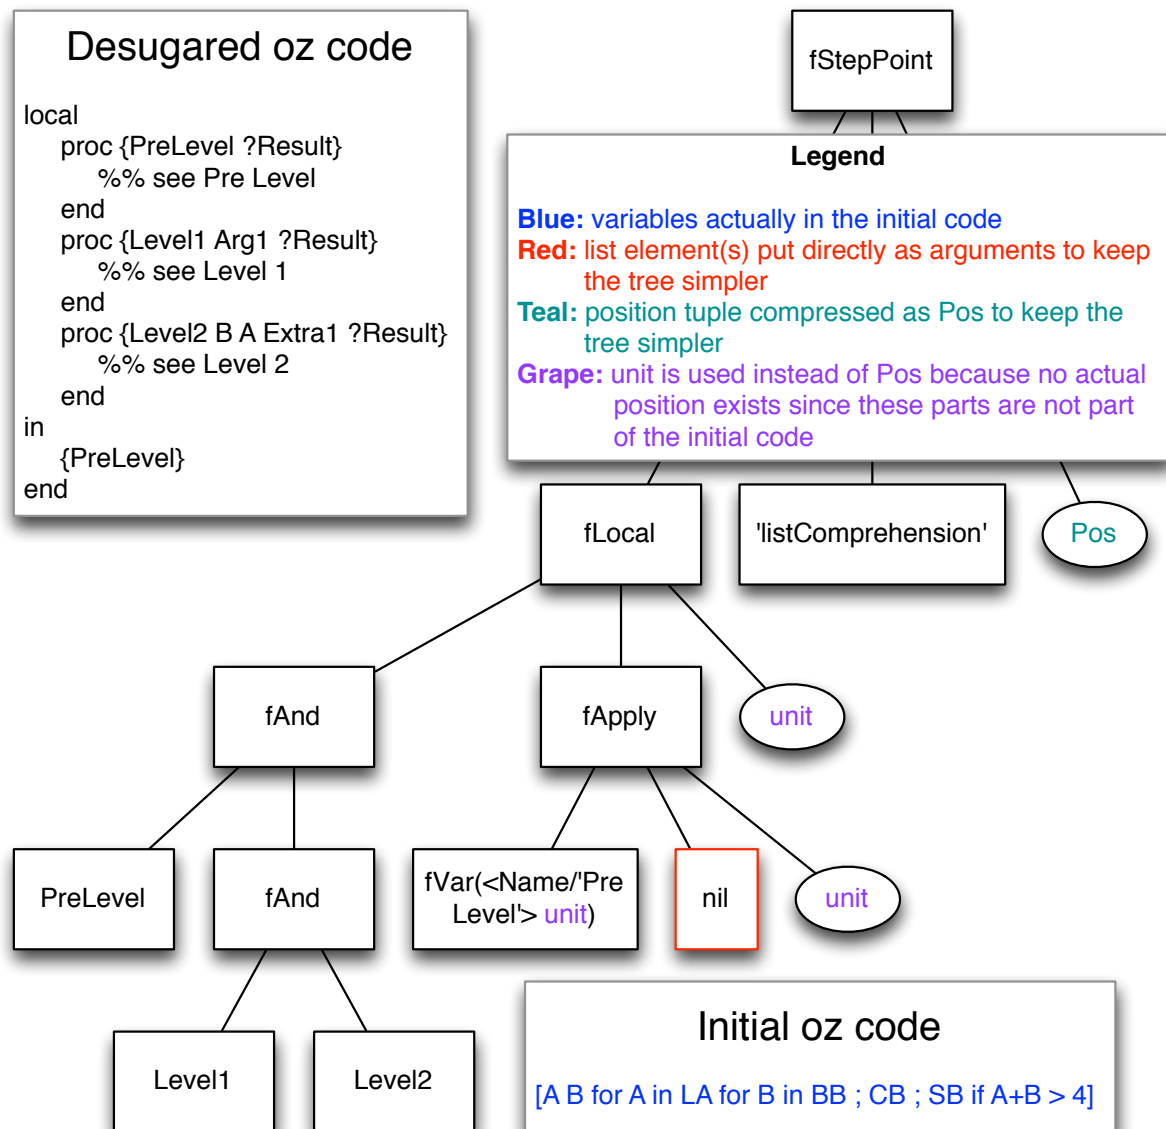 Desugared oz code
local
proc {PreLevel ?Result}
%% see Pre Level
end
proc {Level1 Arg1 ?Result}
%% see Level 1
end
proc {Level2 B A Extra1 ?Result}
%% see Level 2
end
in
{PreLevel}
end
fStepPoint
Legend
Blue: variables actually in the initial code
Red: list element(s) put directly as arguments to keep
the tree simpler
Teal: position tuple compressed as Pos to keep the
tree simpler
Grape: unit is used instead of Pos because no actual
position exists since these parts are not part
of the initial code
fLocal
'listComprehension'
Pos
fAnd
fApply
unit
PreLevel
fAnd
fVar(<Name/'Pre
Level'> unit)
nil
unit
Level1
Level2
Initial oz code
[A B for A in LA for B in BB ; CB ; SB if A+B > 4]